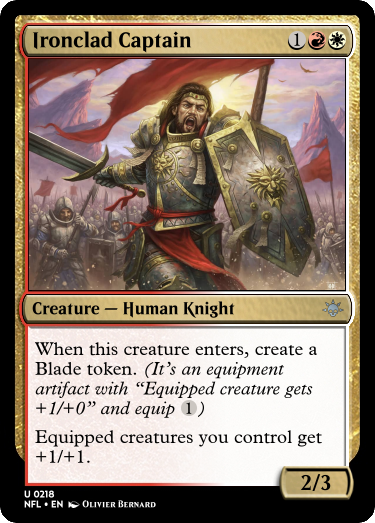 Ironclad Captain 1
Creature — Human Knight
When this creature enters, create a
Blade token. (It's an equipment
artifact with “Equipped creature gets
+1/+0” and equip 1)
Equipped creatures you control get
+1/+1.
2/3
U 0218
NFL • EN Olivier Bernard